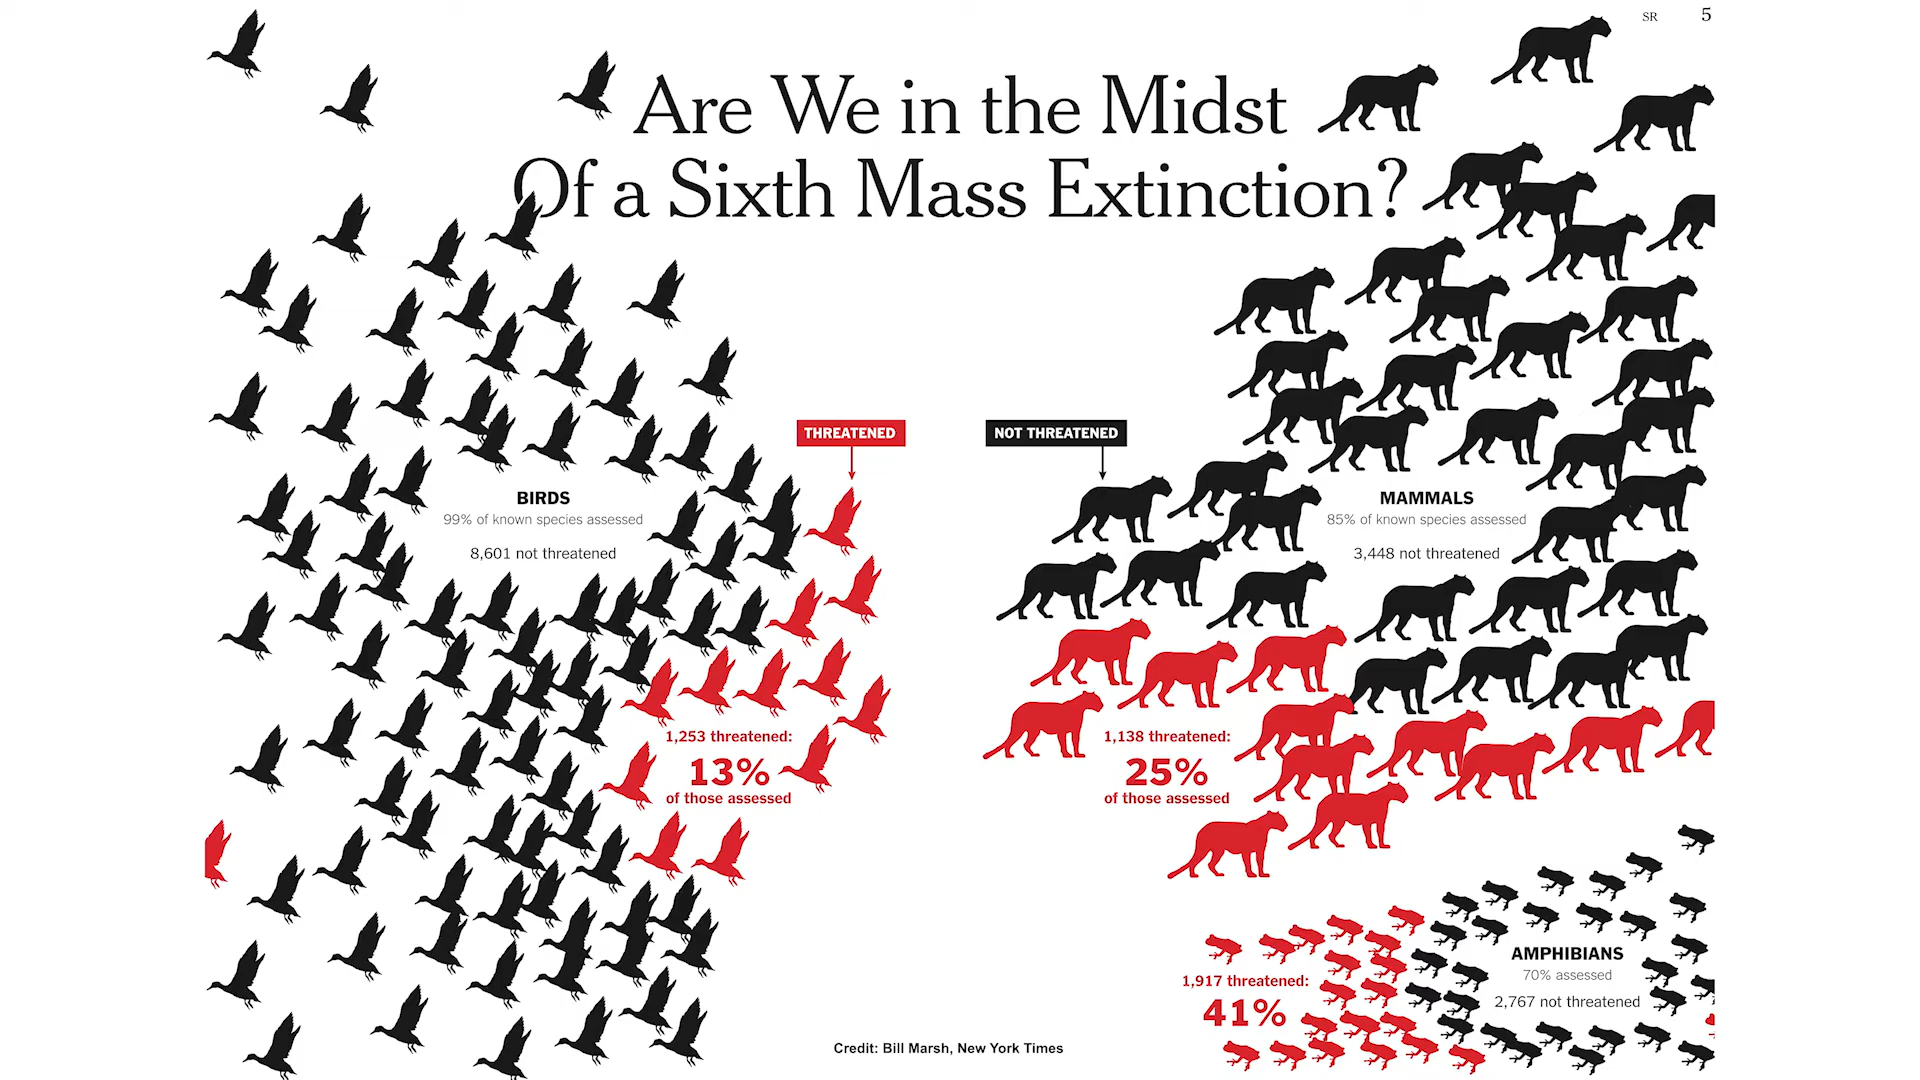 SR 5
Are We in the Midst
Of a Sixth Mass Extinction?
THREATENED
NOT THREATENED
BIRDS
99% of known species assessed
8,601 not threatened
MAMMALS
85% of known species assessed
3,448 not threatened
1,253 threatened:
13%
of those assessed
1,138 threatened:
25%
of those assessed
AMPHIBIANS
70% assessed
2,767 not threatened
1,917 threatened:
41%
Credit: Bill Marsh, New York Times